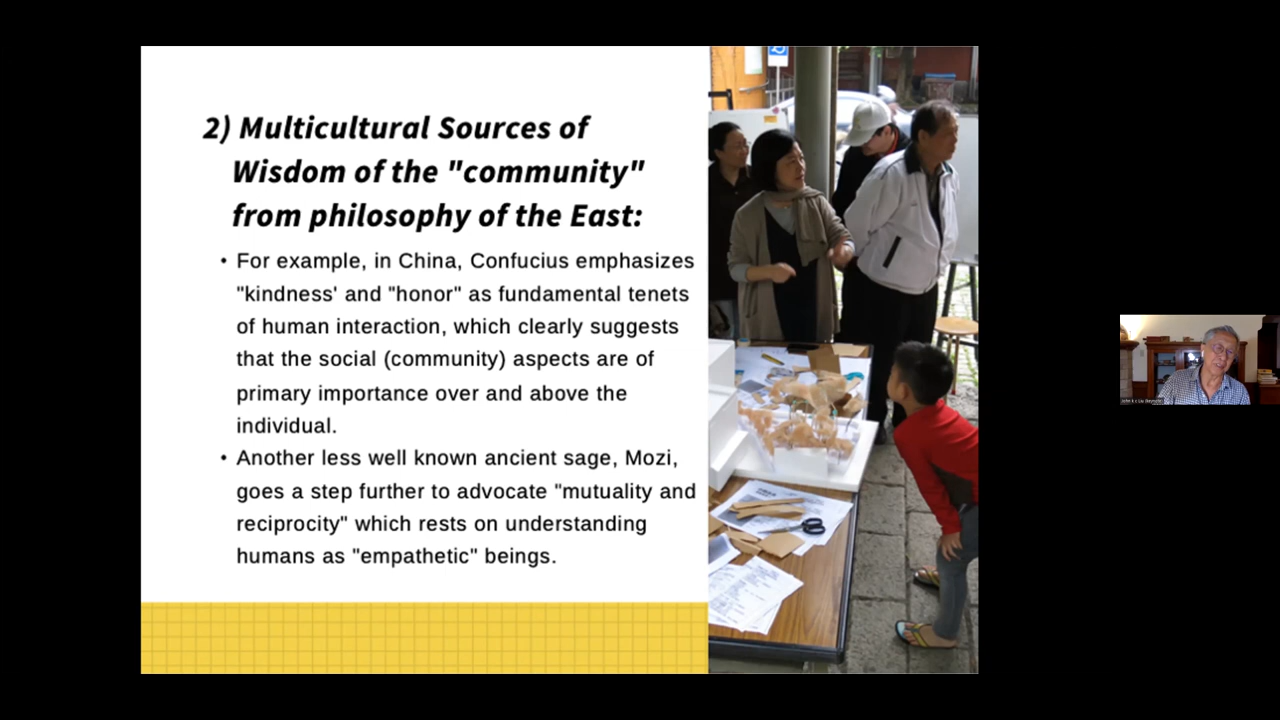 2) Multicultural Sources of
Wisdom of the "community"
from philosophy of the East:
• For example, in China, Confucius emphasizes
"kindness' and "honor" as fundamental tenets
of human interaction, which clearly suggests
that the social (community) aspects are of
primary importance over and above the
individual.
• Another less well known ancient sage, Mozi,
goes a step further to advocate "mutuality and
reciprocity" which rests on understanding
humans as "empathetic" beings.